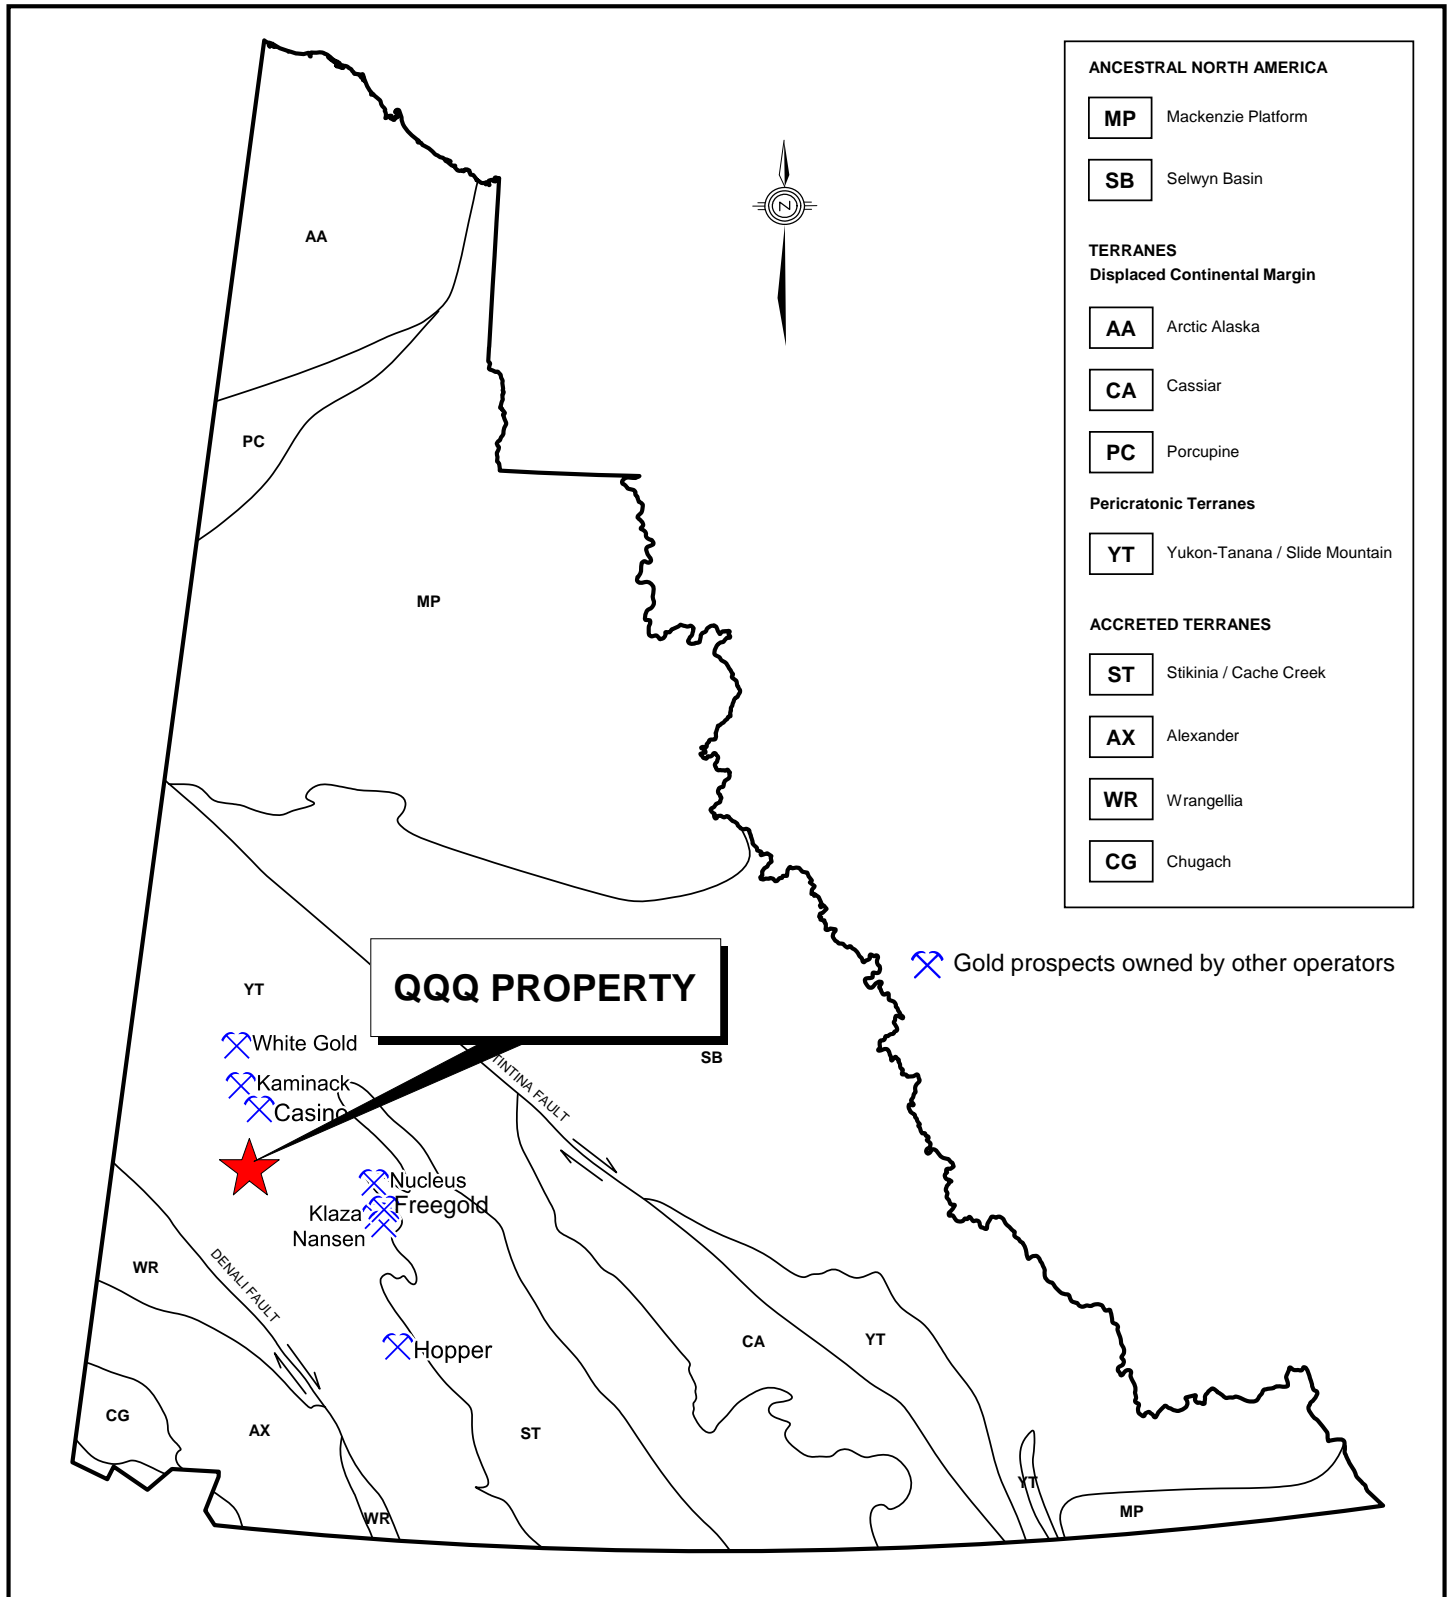 ANCESTRAL NORTH AMERICA
MP Mackenzie Platform
SB Selwyn Basin
TERRANES
Displaced Continental Margin
AA Arctic Alaska
CA Cassiar
PC Porcupine
Pericratonic Terranes
YT Yukon-Tanana / Slide Mountain
ACCRETED TERRANES
ST Stikinia / Cache Creek
AX Alexander
WR Wrangellia
CG Chugach
Gold prospects owned by other operators
N
AA
PC
MP
QQQ PROPERTY
YT
White Gold
SB
TINTINA FAULT
Kaminack
Casino
Nucleus
Freegold
Klaza
Nansen
WR
DENALI FAULT
Hopper
CA
YT
CG
AX
ST
YT
MP
WR